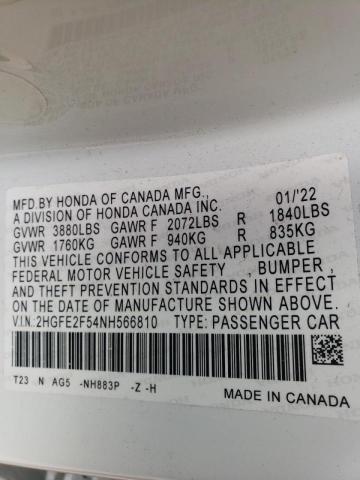 MFD.BY HONDA OF CANADA MFG., 01/'22
A DIVISION OF HONDA CANADA INC.
GVWR 3880LBS GAWR F 2072LBS R 1840LBS
GVWR 1760KG GAWR F 940KG R 835KG
THIS VEHICLE CONFORMS TO ALL APPLICABLE
FEDERAL MOTOR VEHICLE SAFETY , BUMPER ,
AND THEFT PREVENTION STANDARDS IN EFFECT
ON THE DATE OF MANUFACTURE SHOWN ABOVE.
V.I.N:2HGFE2F54NH566810 TYPE: PASSENGER CAR
T23 N AG5 -NH883P -Z -H
MADE IN CANADA